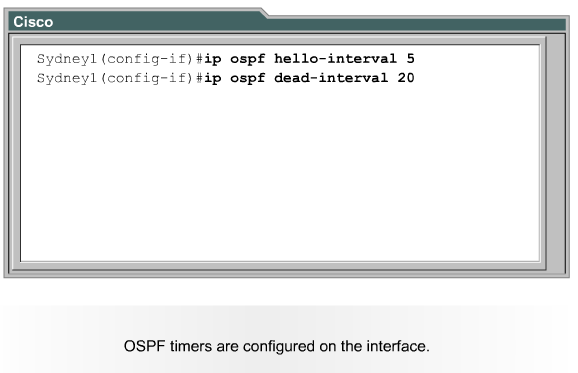 Cisco
Sydney1(config-if)#ip ospf hello-interval 5
Sydney1(config-if)#ip ospf dead-interval 20
OSPF timers are configured on the interface.